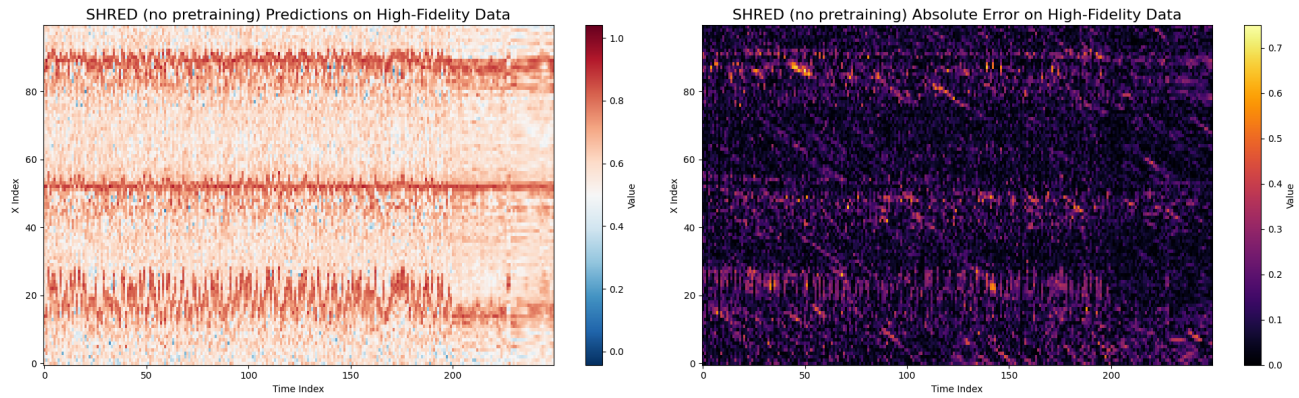 SHRED (no pretraining) Predictions on High-Fidelity Data
X Index
80
60
40
20
0
0 50 100 150 200
Time Index
1.0
0.8
0.6
0.4
0.2
0.0
Value
SHRED (no pretraining) Absolute Error on High-Fidelity Data
X Index
80
60
40
20
0
0 50 100 150 200
Time Index
0.7
0.6
0.5
0.4
0.3
0.2
0.1
0.0
Value